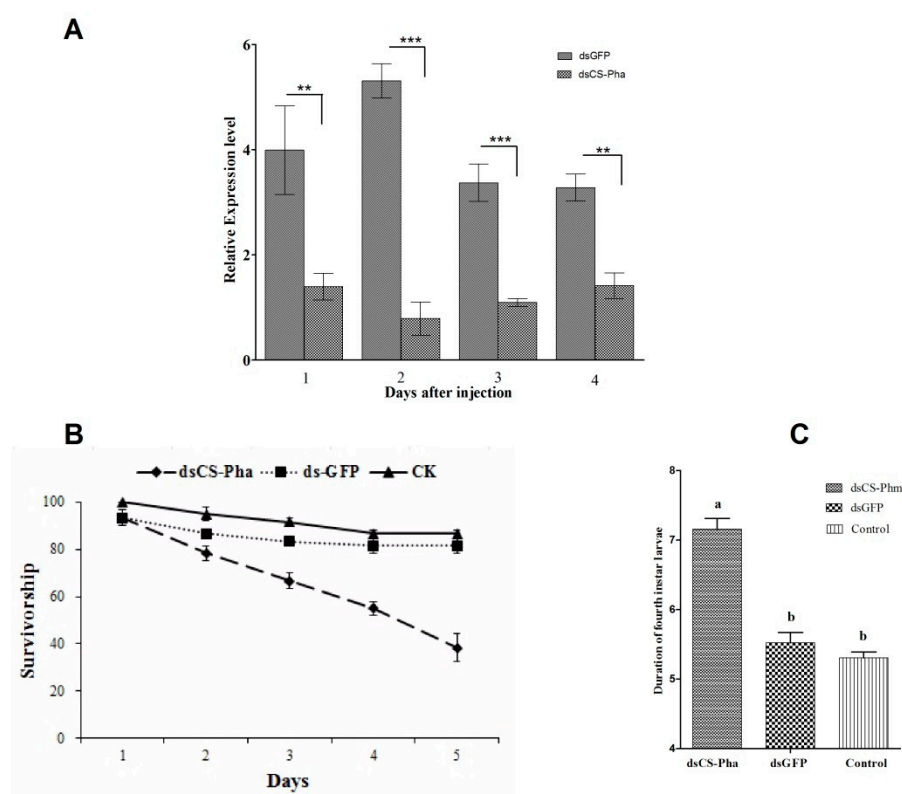 A
6
4
2
0
Relative Expression level
dsGFP
dsCS-Pha
**
***
***
**
1 2 3 4
Days after injection
B
dsCS-Pha ds-GFP CK
100
80
60
40
20
0
Survivorship
1 2 3 4 5
Days
C
8
7
6
5
4
Duration of fourth instar larvae
dsCS-Phm
dsGFP
Control
a
b
b
dsCS-Pha dsGFP Control